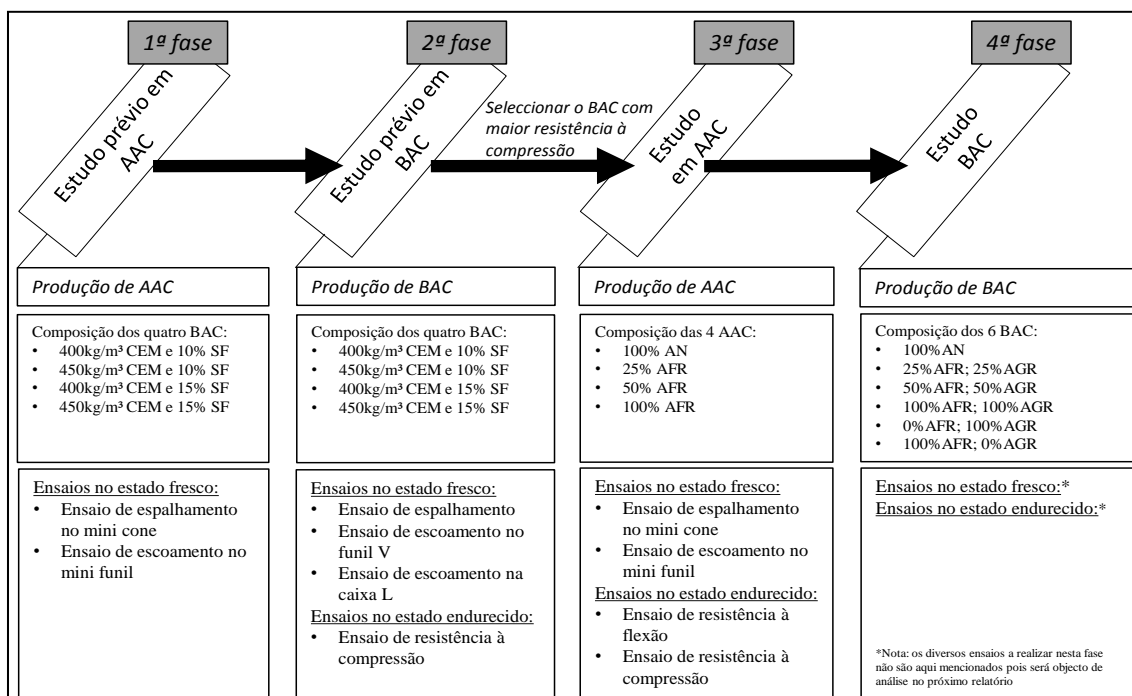 1ª fase
2ª fase
3ª fase
4ª fase
Estudo prévio em
AAC
Estudo prévio em
BAC
Seleccionar o BAC com
maior resistência à
compressão
Estudo
em AAC
Estudo
BAC
Produção de AAC
Composição dos quatro BAC:
• 400kg/m³ CEM e 10% SF
• 450kg/m³ CEM e 10% SF
• 400kg/m³ CEM e 15% SF
• 450kg/m³ CEM e 15% SF
Ensaios no estado fresco:
• Ensaio de espalhamento
no mini cone
• Ensaio de escoamento no
mini funil
Produção de BAC
Composição dos quatro BAC:
• 400kg/m³ CEM e 10% SF
• 450kg/m³ CEM e 10% SF
• 400kg/m³ CEM e 15% SF
• 450kg/m³ CEM e 15% SF
Ensaios no estado fresco:
• Ensaio de espalhamento
• Ensaio de escoamento no
funil V
• Ensaio de escoamento na
caixa L
Ensaios no estado endurecido:
• Ensaio de resistência à
compressão
Produção de AAC
Composição das 4 AAC:
• 100% AN
• 25% AFR
• 50% AFR
• 100% AFR
Ensaios no estado fresco:
• Ensaio de espalhamento
no mini cone
• Ensaio de escoamento no
mini funil
Ensaios no estado endurecido:
• Ensaio de resistência à
flexão
• Ensaio de resistência à
compressão
Produção de BAC
Composição dos 6 BAC:
• 100%AN
• 25%AFR; 25%AGR
• 50%AFR; 50%AGR
• 100%AFR; 100%AGR
• 0%AFR; 100%AGR
• 100%AFR; 0%AGR
Ensaios no estado fresco:*
Ensaios no estado endurecido:*
*Nota: os diversos ensaios a realizar nesta fase
não são aqui mencionados pois será objecto de
análise no próximo relatório